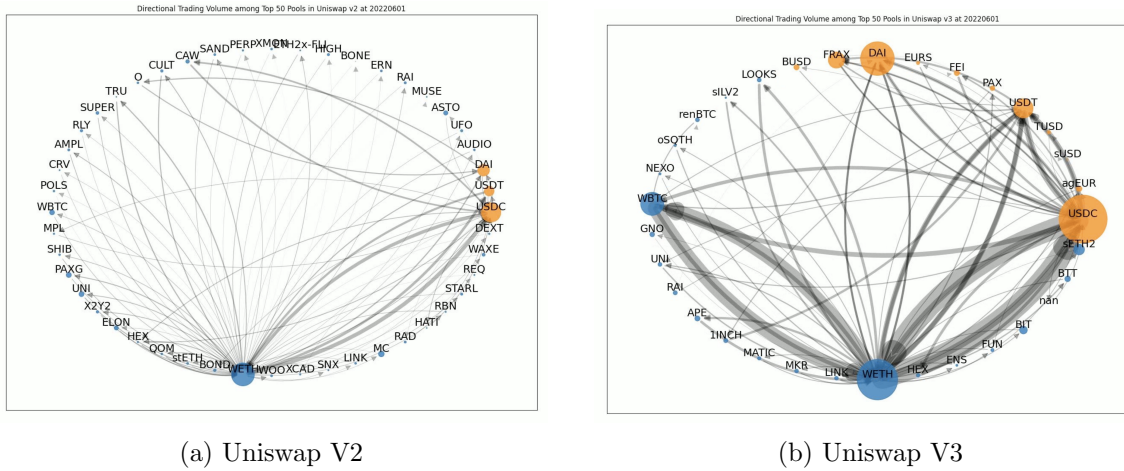 Directional Trading Volume among Top 50 Pools in Uniswap v2 at 20220601
XMON
ETH2x-FLI
PERP
HIGH
SAND
BONE
CAW
ERN
CULT
RAI
O
MUSE
TRU
ASTO
SUPER
UFO
RLY
AUDIO
AMPL
DAI
CRV
USDT
POLS
USDC
WBTC
DEXT
MPL
WAXE
SHIB
REQ
PAXG
STARL
UNI
RBN
X2Y2
HATI
ELON
RAD
HEX
MC
QOM
LINK
stETH
SNX
BOND
XCAD
WETH
WOO
(a) Uniswap V2
Directional Trading Volume among Top 50 Pools in Uniswap v3 at 20220601
DAI
FRAX
EURS
BUSD
FEI
LOOKS
PAX
sILV2
USDT
renBTC
TUSD
oSQTH
sUSD
NEXO
agEUR
WBTC
USDC
GNO
sETH2
UNI
BTT
RAI
nän
APE
BIT
1INCH
FUN
MATIC
ENS
MKR
HEX
LINK
WETH
(b) Uniswap V3